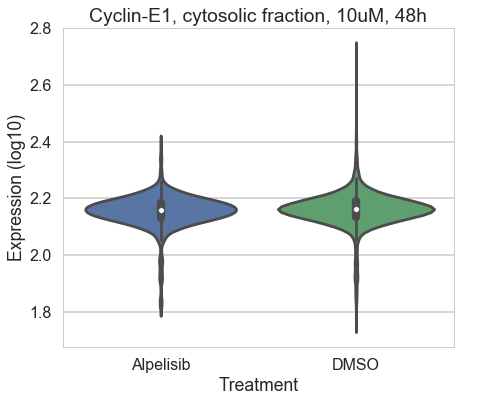 Cyclin-E1, cytosolic fraction, 10uM, 48h
2.8
2.6
2.4
2.2
2.0
1.8
Expression (log10)
Alpelisib DMSO
Treatment